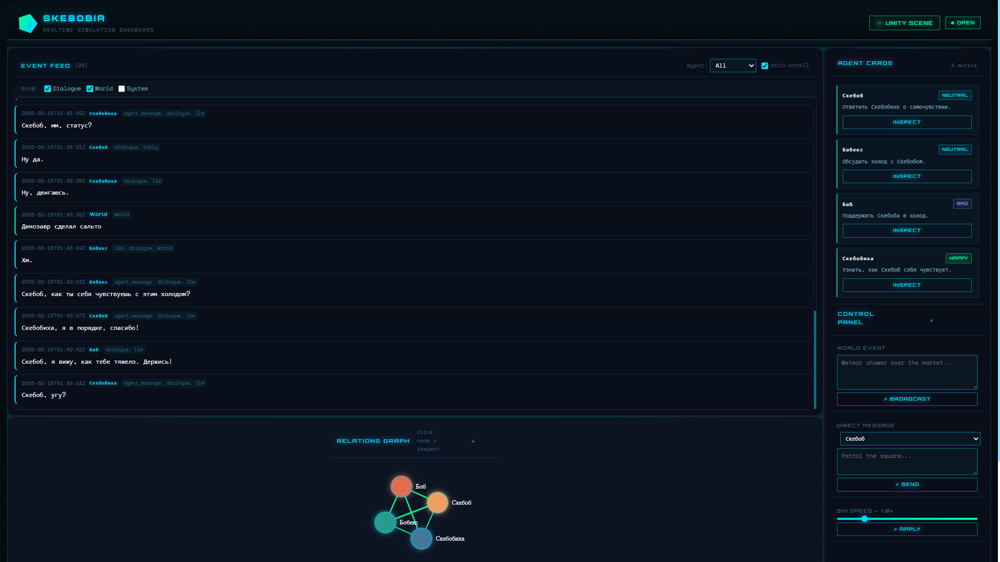 SKEBOBIA
REALTIME SIMULATION DASHBOARD
UNITY SCENE
OPEN
EVENT FEED [29]
Agent: All auto-scroll
SHOW: Dialogue World System
2026-02-18T01:48:09Z Скебобиха agent_message, dialogue, llm
Скебоб, мм, статус?
2026-02-18T01:48:21Z Скебоб dialogue, reply
Ну да.
2026-02-18T01:48:36Z Скебобиха dialogue, llm
Ну, двигаюсь.
2026-02-18T01:48:38Z World world
Динозавр сделал сальто
2026-02-18T01:48:49Z Бобекс llm, dialogue, world
Хм.
2026-02-18T01:49:03Z Бобекс agent_message, dialogue, llm
Скебоб, как ты себя чувствуешь с этим холодом?
2026-02-18T01:49:27Z Скебоб agent_message, dialogue, llm
Скебобиха, я в порядке, спасибо!
2026-02-18T01:49:42Z Боб dialogue, llm
Скебоб, я вижу, как тебе тяжело. Держись!
2026-02-18T01:49:44Z Скебобиха agent_message, dialogue, llm
Скебоб, угу?
RELATIONS GRAPH
click
node →
inspect
▲
Боб
Скебоб
Бобекс
Скебобиха
AGENT CARDS
4 active
Скебоб NEUTRAL
Ответить Скебобихе о самочувствии.
INSPECT
Бобекс NEUTRAL
Обсудить холод с Скебобом.
INSPECT
Боб SAD
Поддержать Скебоба в холод.
INSPECT
Скебобиха HAPPY
Узнать, как Скебоб себя чувствует.
INSPECT
CONTROL
PANEL
▲
WORLD EVENT
Meteor shower over the market...
↗ BROADCAST
DIRECT MESSAGE
Скебоб
Patrol the square...
↗ SEND
SIM SPEED — 1.0×
↗ APPLY